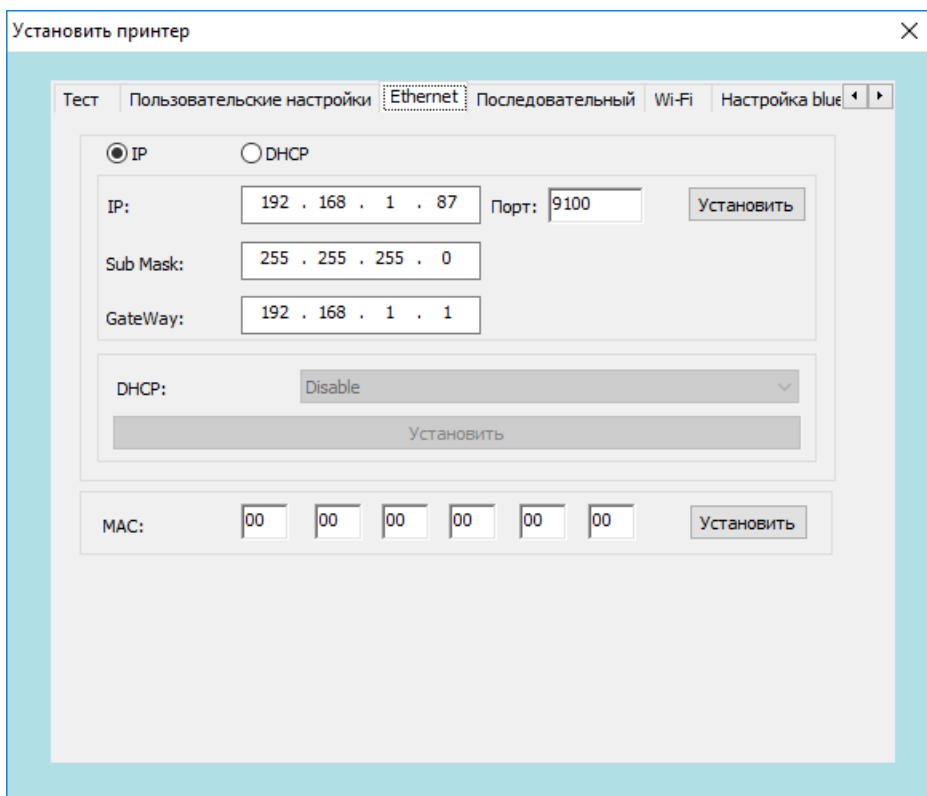 Установить принтер
Тест Пользовательские настройки Ethernet Последовательный Wi-Fi Настройка blue
IP DHCP
IP: 192 . 168 . 1 . 87 Порт: 9100 Установить
Sub Mask: 255 . 255 . 255 . 0
GateWay: 192 . 168 . 1 . 1
DHCP: Disable
Установить
MAC: 00 00 00 00 00 00 Установить